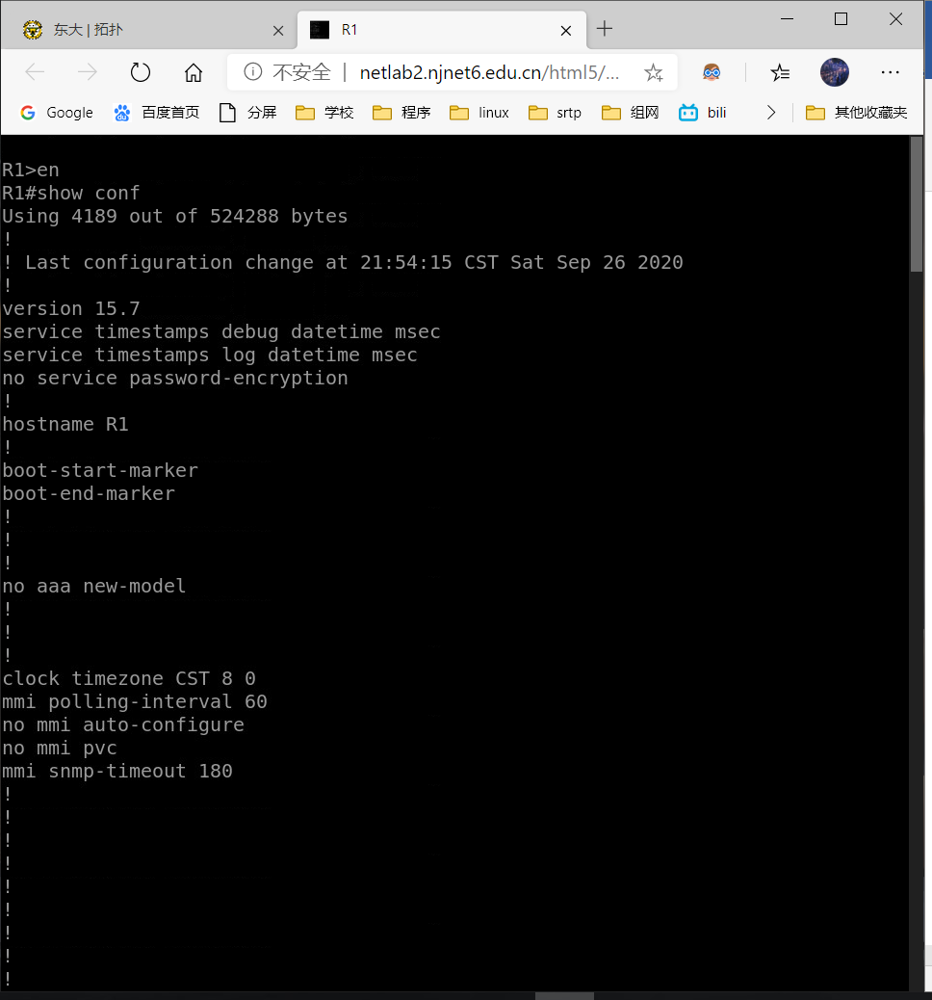 东大 | 拓扑
R1
不安全 | netlab2.njnet6.edu.cn/html5/...
Google 百度首页 分屏 学校 程序 linux srtp 组网 bili 其他收藏夹
R1>en
R1#show conf
Using 4189 out of 524288 bytes
!
! Last configuration change at 21:54:15 CST Sat Sep 26 2020
!
version 15.7
service timestamps debug datetime msec
service timestamps log datetime msec
no service password-encryption
!
hostname R1
!
boot-start-marker
boot-end-marker
!
!
!
no aaa new-model
!
!
!
clock timezone CST 8 0
mmi polling-interval 60
no mmi auto-configure
no mmi pvc
mmi snmp-timeout 180
!
!
!
!
!
!
!
!
!